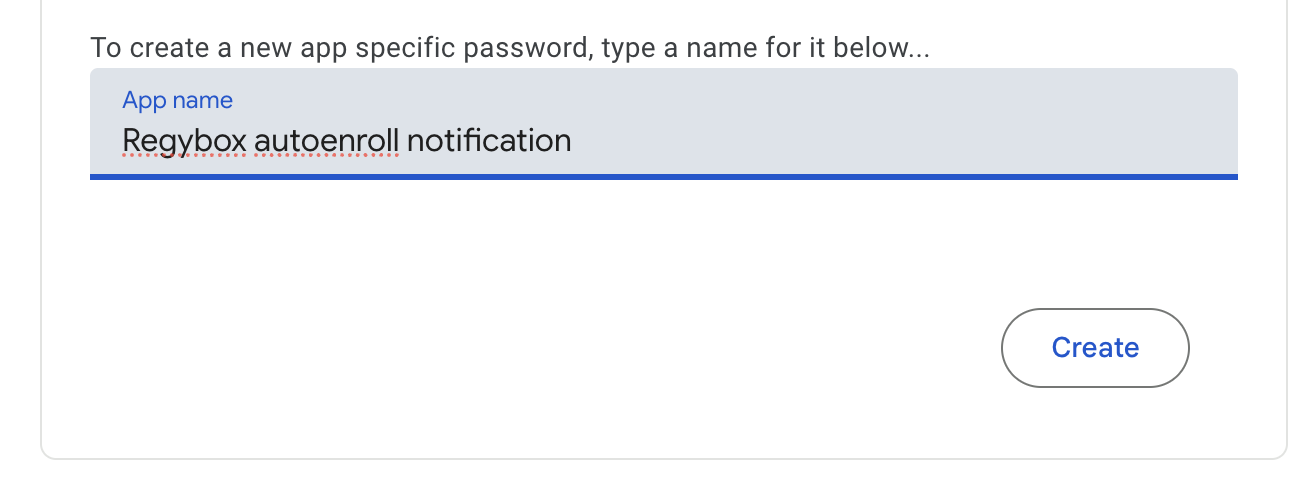 To create a new app specific password, type a name for it below...
App name
Regybox autoenroll notification
Create